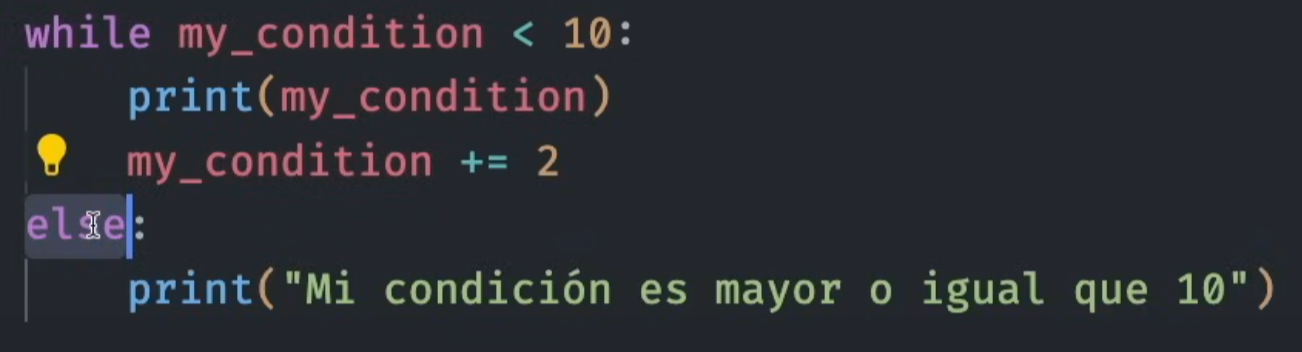 while my_condition < 10:
    print(my_condition)
    my_condition += 2
else:
    print("Mi condición es mayor o igual que 10")